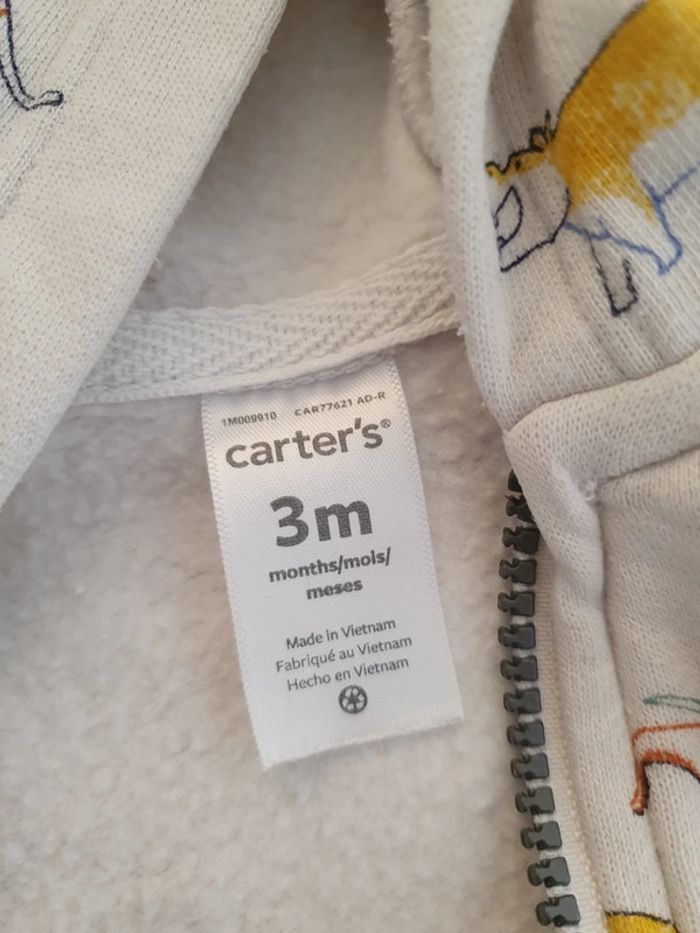 1M009910 CAR77621 AD-R
carter's®
3m
months/mois/
meses
Made in Vietnam
Fabriqué au Vietnam
Hecho en Vietnam